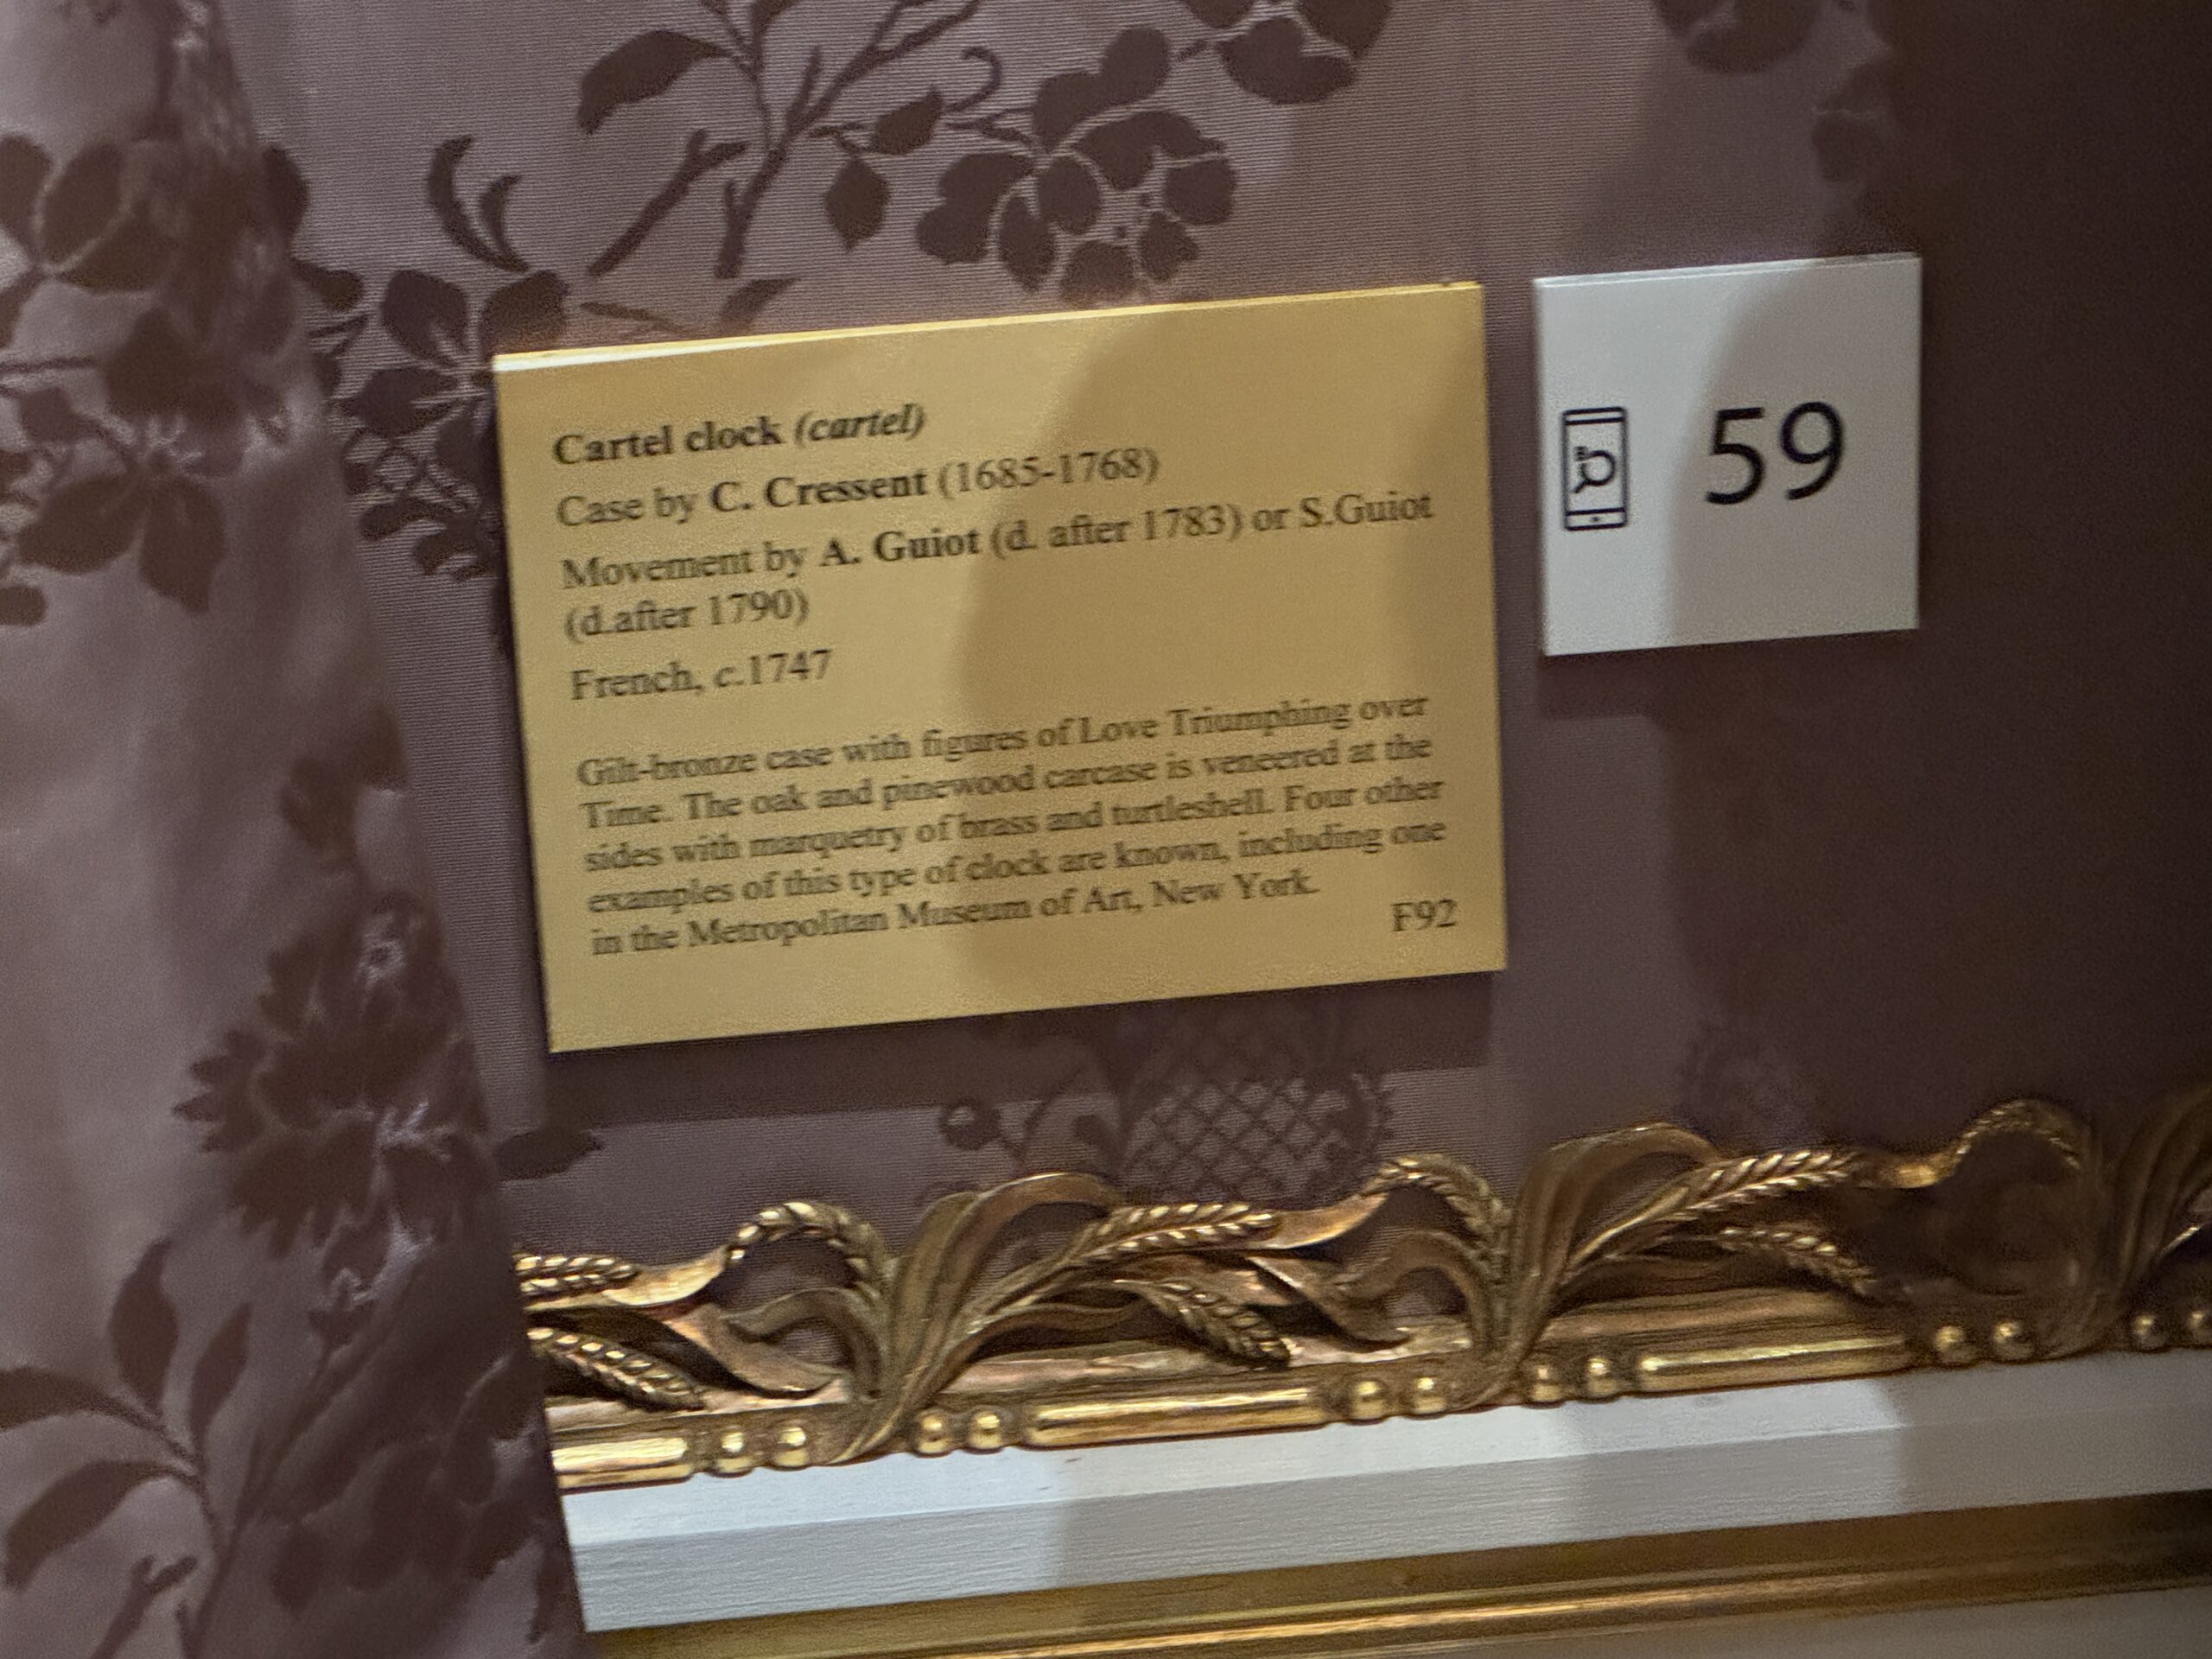 Cartel clock (cartel)
Case by C. Cressent (1685-1768)
Movement by A. Guiot (d. after 1783) or S.Guiot
(d.after 1790)
French, c.1747
Gilt-bronze case with figures of Love Triumphing over
Time. The oak and pinewood carcase is veneered at the
sides with marquetry of brass and turtleshell. Four other
examples of this type of clock are known, including one
in the Metropolitan Museum of Art, New York.
F92
59